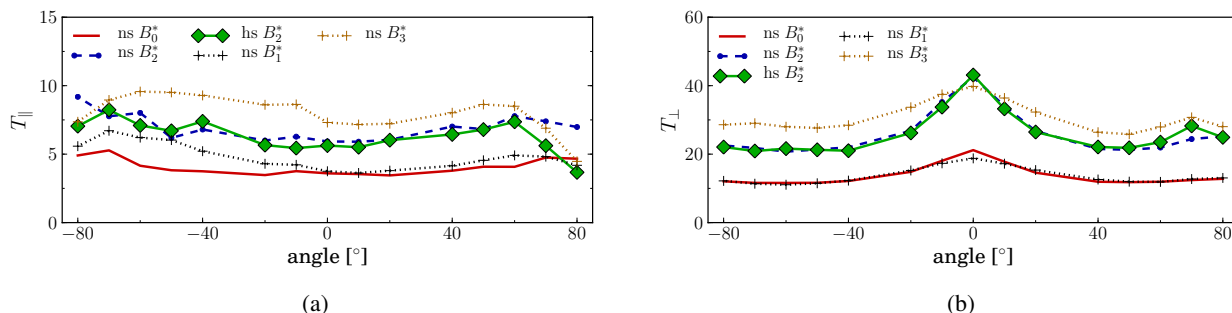 15
10
5
0
T∥
ns B₀*
hs B₂*
ns B₃*
ns B₂*
ns B₁*
−80
−40
0
40
80
angle [°]
(a)
60
40
20
0
T⊥
ns B₀*
ns B₁*
ns B₂*
ns B₃*
hs B₂*
−80
−40
0
40
80
angle [°]
(b)